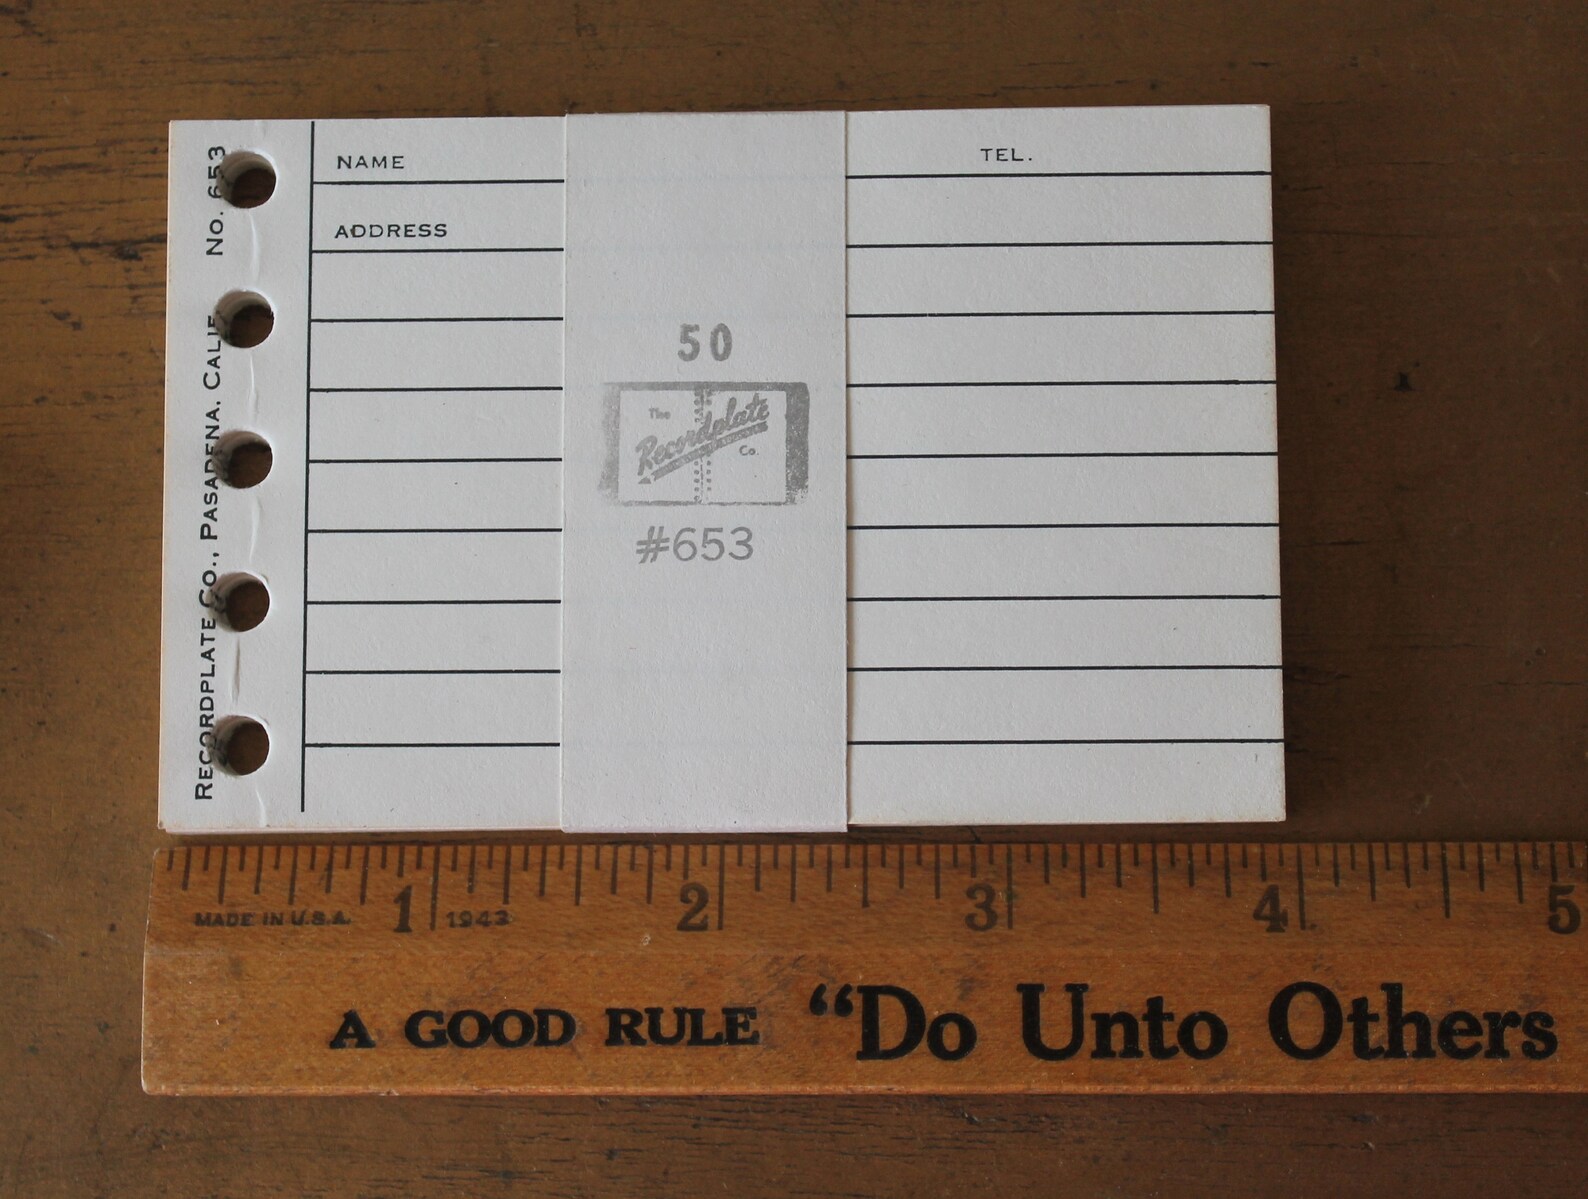 NAME
TEL.
ADDRESS
RECORDPLATE CO., PASADENA, CALIF. No. 653
50
The
Recordplate
Co.
#653
1 2 3 4 5
MADE IN U.S.A. 1943
A GOOD RULE "Do Unto Others